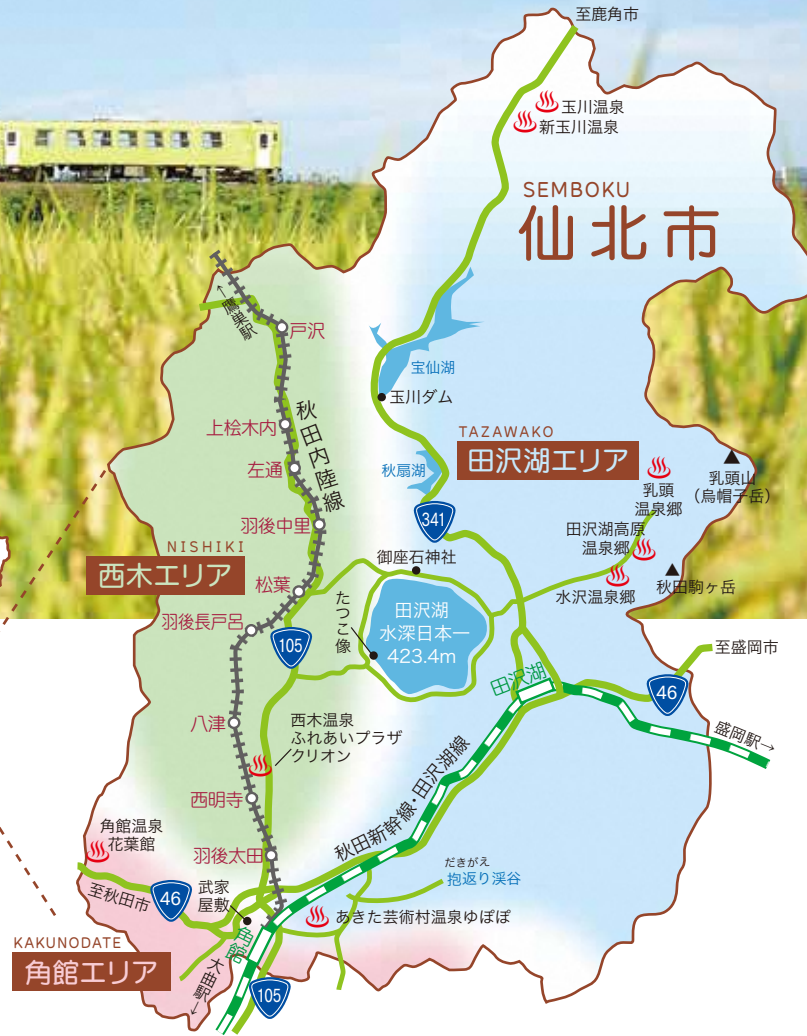 至鹿角市
玉川温泉
新玉川温泉
SEMBOKU
仙北市
←鷹巣駅
戸沢
宝仙湖
玉川ダム
上桧木内
秋田内陸線
TAZAWAKO
田沢湖エリア
左通
秋扇湖
乳頭
温泉郷
乳頭山
（烏帽子岳）
341
羽後中里
田沢湖高原
温泉郷
NISHIKI
西木エリア
御座石神社
松葉
水沢温泉郷
秋田駒ヶ岳
たつこ像
田沢湖
水深日本一
423.4m
羽後長戸呂
105
至盛岡市
田沢湖
46
八津
西木温泉
ふれあいプラザ
クリオン
盛岡駅→
西明寺
秋田新幹線・田沢湖線
角館温泉
花葉館
羽後太田
だきがえ
抱返り渓谷
至秋田市
46
武家
屋敷
あきた芸術村温泉ゆぽぽ
角館
KAKUNODATE
角館エリア
大曲駅→
105